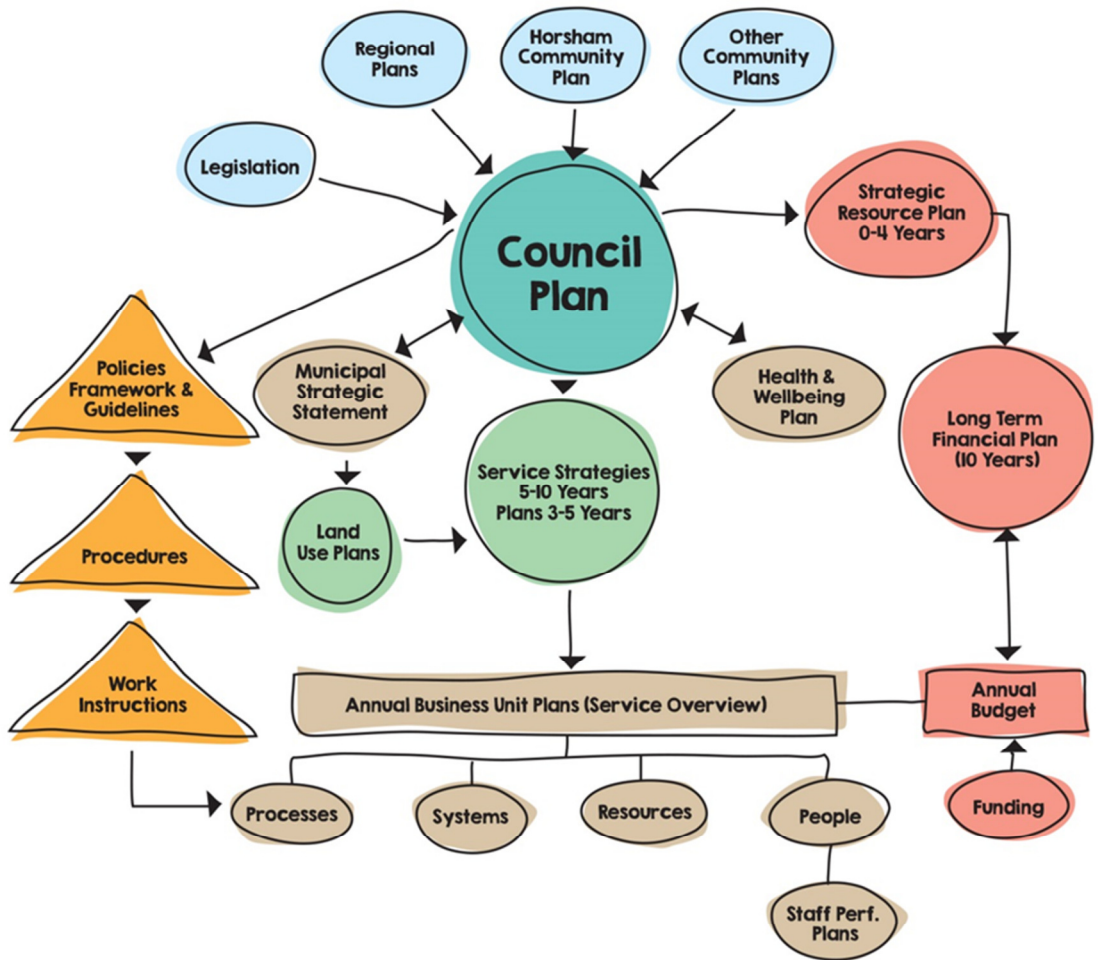 Regional
Plans
Horsham
Community
Plan
Other
Community
Plans
Legislation
Council
Plan
Strategic
Resource Plan
0-4 Years
Policies
Framework &
Guidelines
Municipal
Strategic
Statement
Health &
Wellbeing
Plan
Long Term
Financial Plan
(10 Years)
Service Strategies
5-10 Years
Plans 3-5 Years
Land
Use Plans
Procedures
Work
Instructions
Annual Business Unit Plans (Service Overview)
Annual
Budget
Processes
Systems
Resources
People
Funding
Staff Perf.
Plans